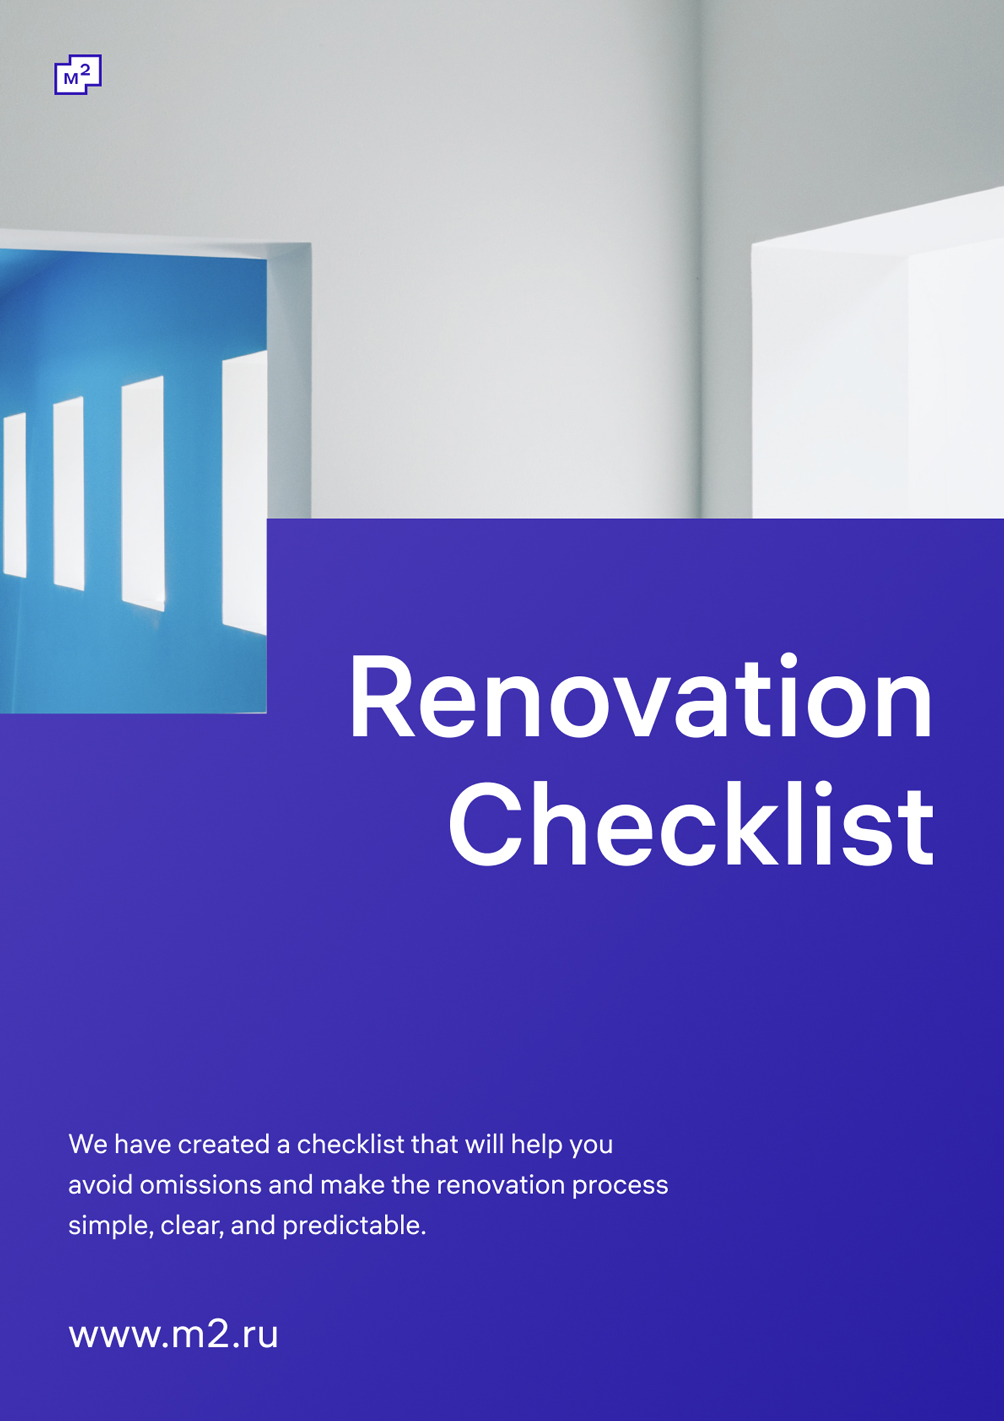 M2
Renovation
Checklist
We have created a checklist that will help you
avoid omissions and make the renovation process
simple, clear, and predictable.
www.m2.ru